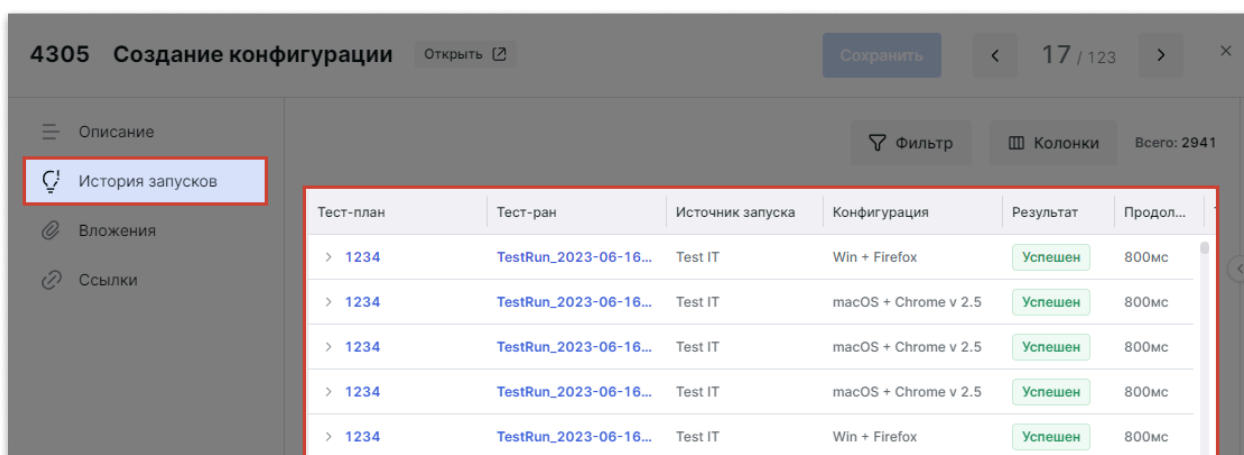 4305 Создание конфигурации Открыть Сохранить 17 / 123
Описание
История запусков
Вложения
Ссылки
Фильтр Колонки Всего: 2941
Тест-план Тест-ран Источник запуска Конфигурация Результат Продол...
1234 TestRun_2023-06-16... Test IT Win + Firefox Успешен 800мс
1234 TestRun_2023-06-16... Test IT macOS + Chrome v 2.5 Успешен 800мс
1234 TestRun_2023-06-16... Test IT macOS + Chrome v 2.5 Успешен 800мс
1234 TestRun_2023-06-16... Test IT macOS + Chrome v 2.5 Успешен 800мс
1234 TestRun_2023-06-16... Test IT Win + Firefox Успешен 800мс